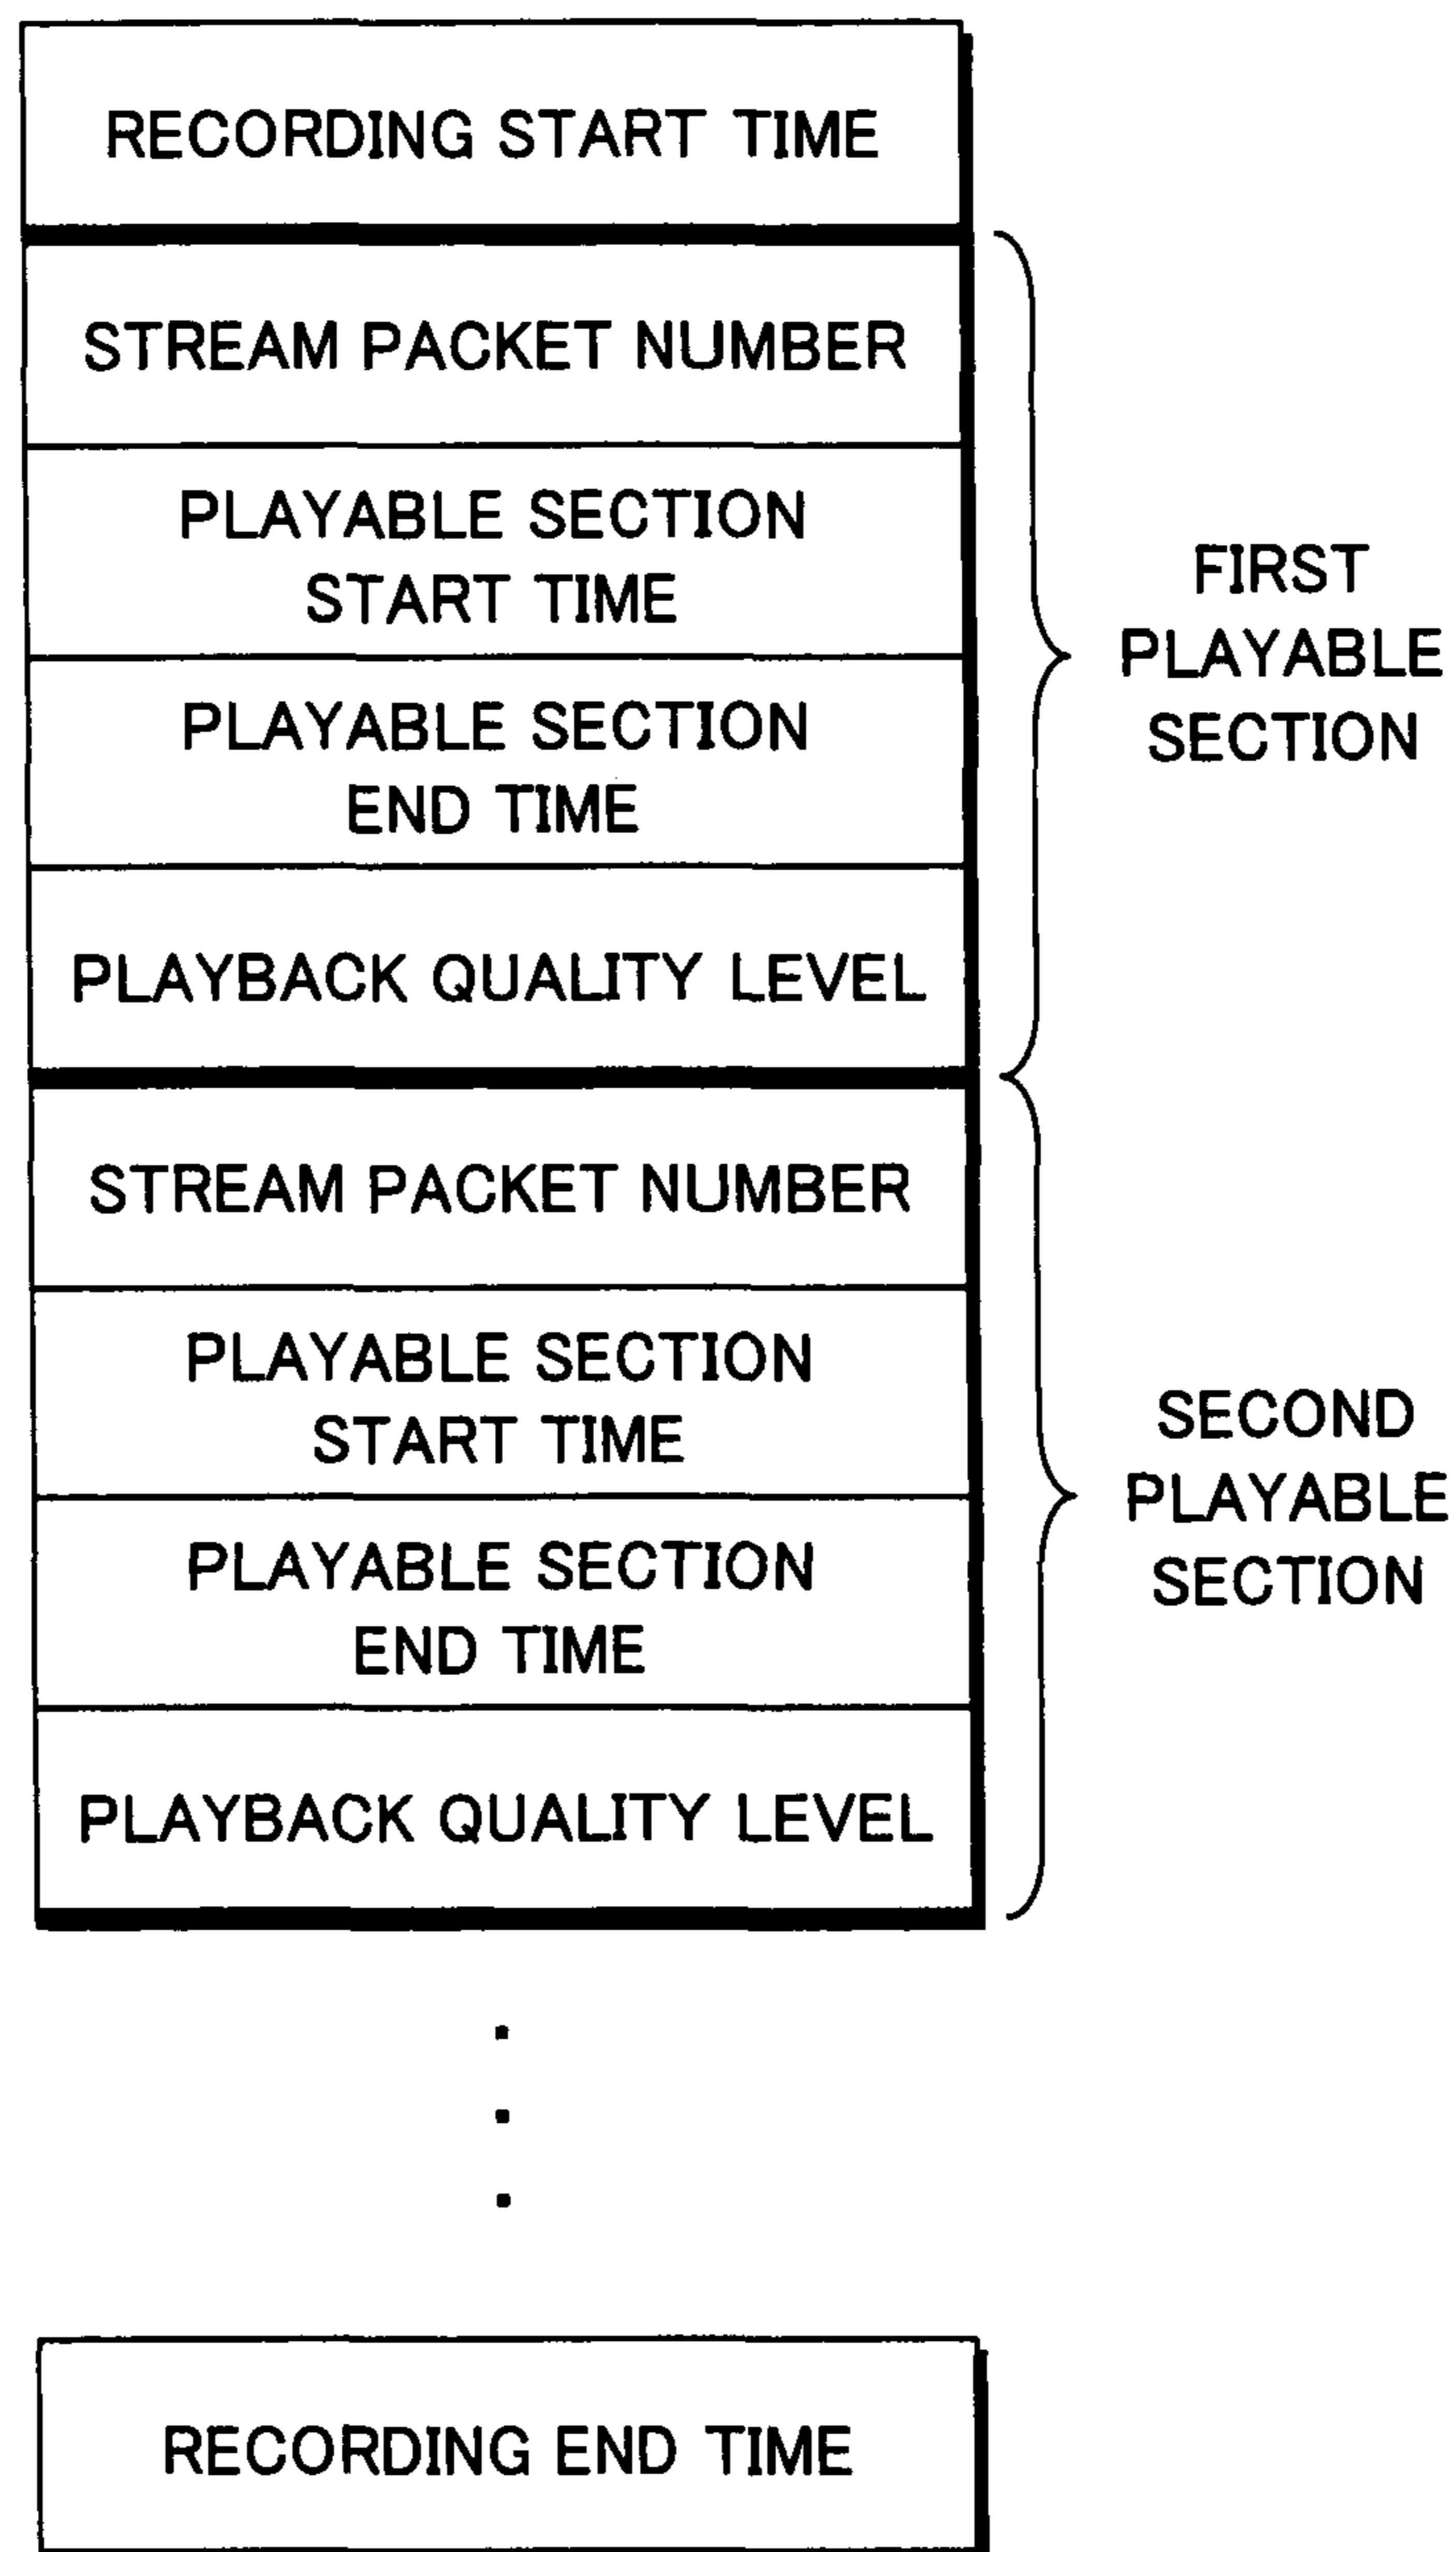 RECORDING START TIME
STREAM PACKET NUMBER
PLAYABLE SECTION
START TIME
PLAYABLE SECTION
END TIME
PLAYBACK QUALITY LEVEL
FIRST
PLAYABLE
SECTION
STREAM PACKET NUMBER
PLAYABLE SECTION
START TIME
PLAYABLE SECTION
END TIME
PLAYBACK QUALITY LEVEL
SECOND
PLAYABLE
SECTION
RECORDING END TIME